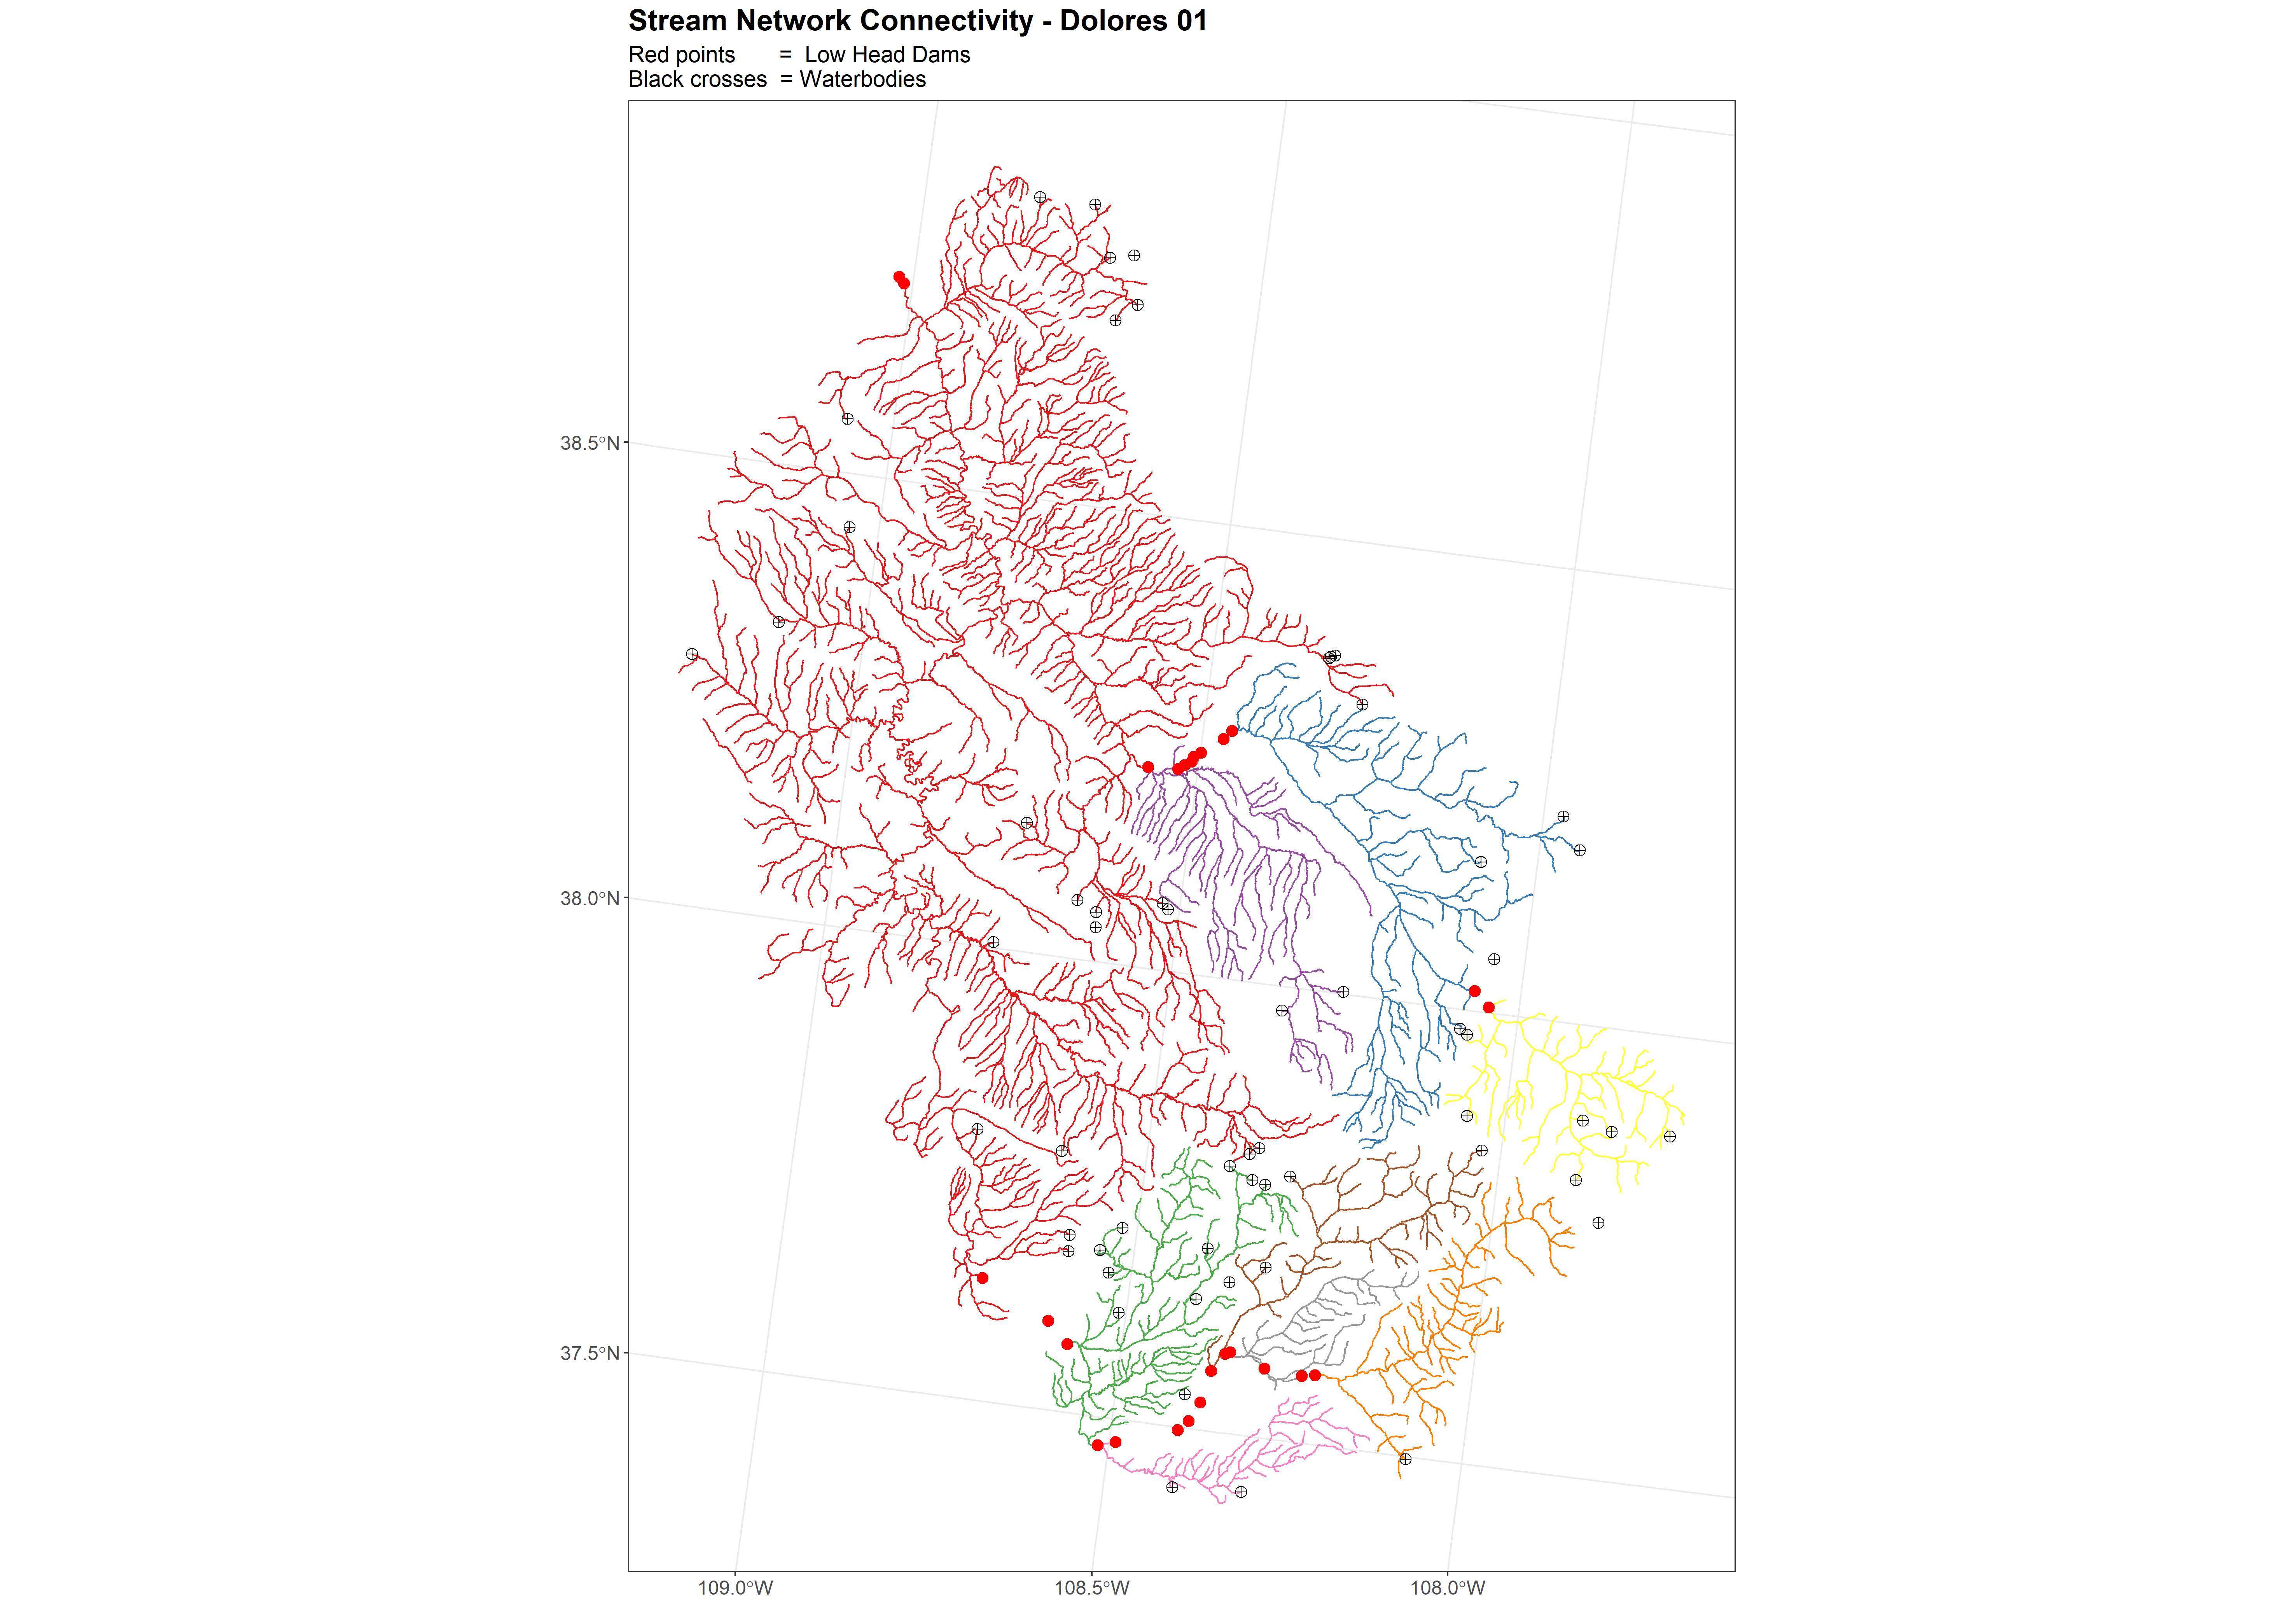 Stream Network Connectivity - Dolores 01
Red points = Low Head Dams
Black crosses = Waterbodies
38.5°N
38.0°N
37.5°N
109.0°W 108.5°W 108.0°W